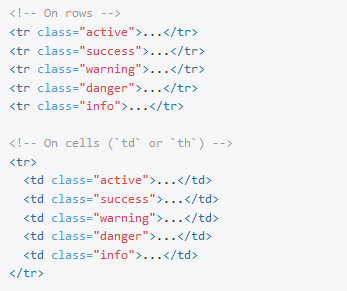 <!-- On rows -->
<tr class="active">...</tr>
<tr class="success">...</tr>
<tr class="warning">...</tr>
<tr class="danger">...</tr>
<tr class="info">...</tr>

<!-- On cells (`td` or `th`) -->
<tr>
  <td class="active">...</td>
  <td class="success">...</td>
  <td class="warning">...</td>
  <td class="danger">...</td>
  <td class="info">...</td>
</tr>